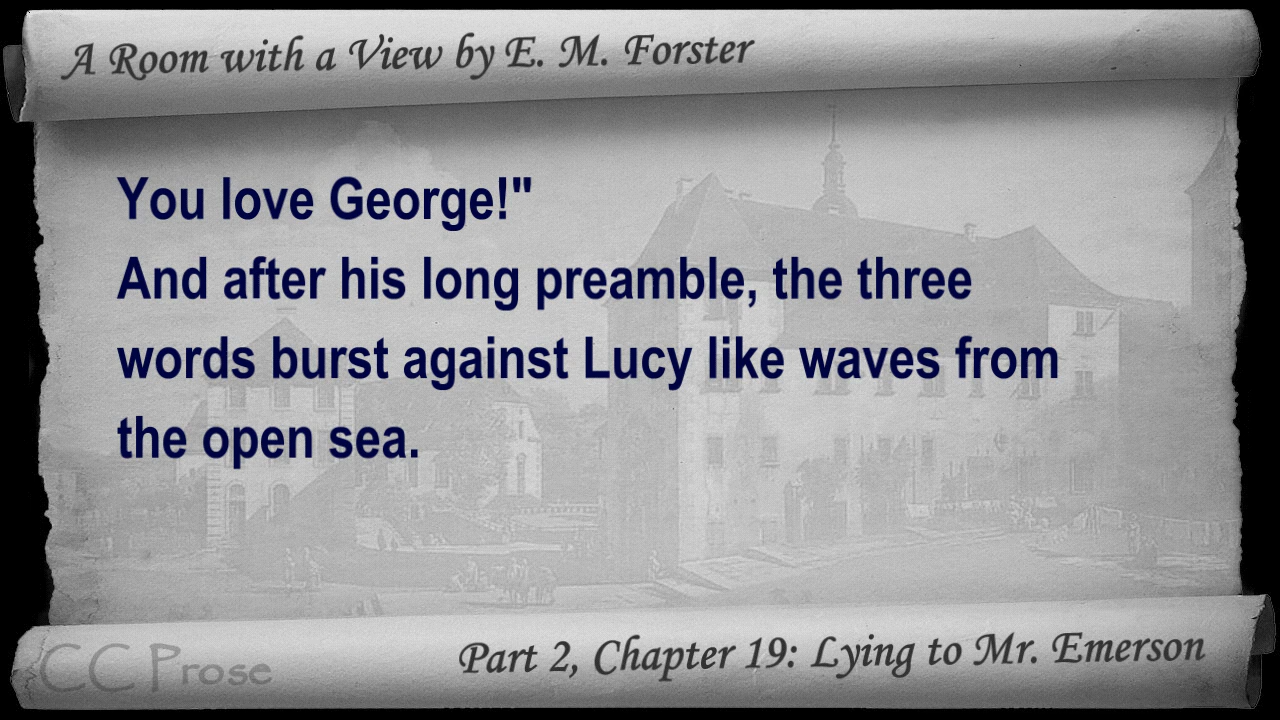 A Room with a View by E. M. Forster
You love George!"
And after his long preamble, the three
words burst against Lucy like waves from
the open sea.
CC Prose
Part 2, Chapter 19: Lying to Mr. Emerson